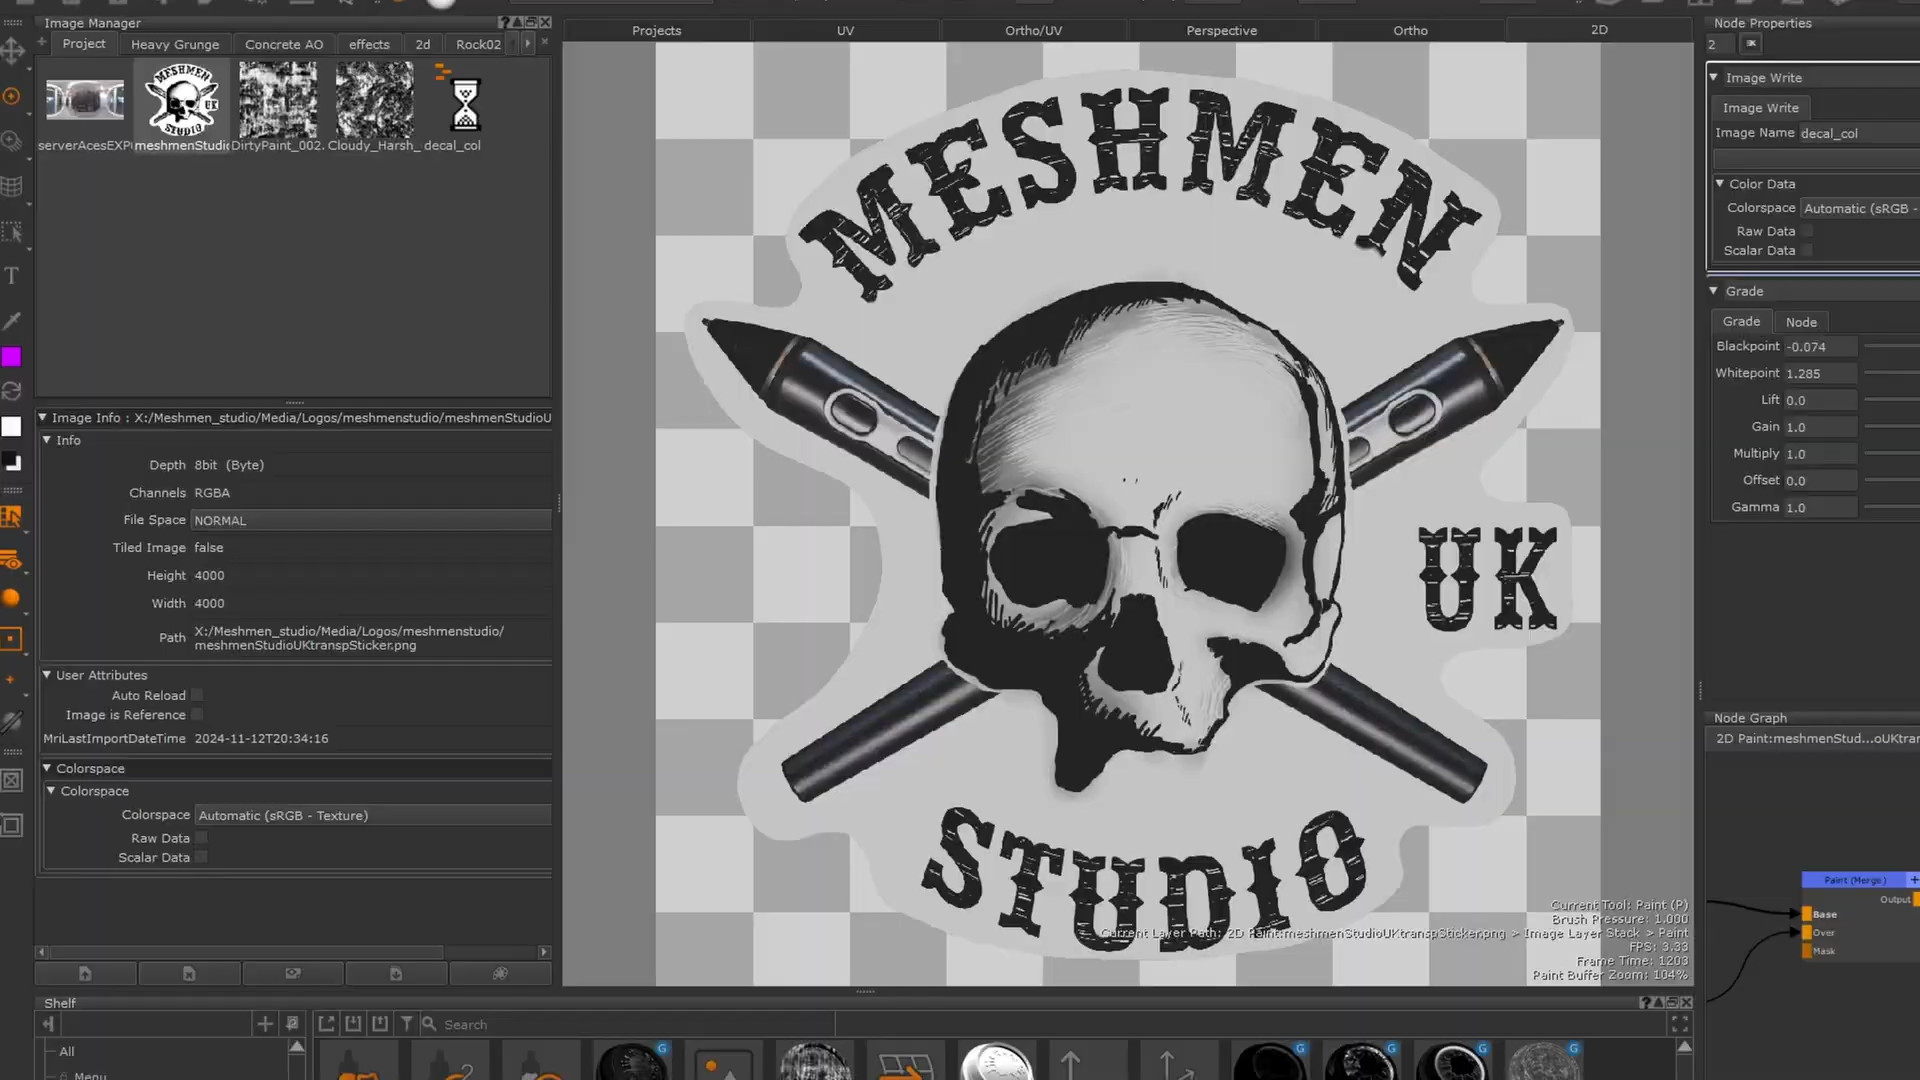 Image Manager
Project
Heavy Grunge
Concrete AO
effects
2d
Rock02
serverAcesEXP
meshmenStudio
DirtyPaint_002.
Cloudy_Harsh_
decal_col
Image Info : X:/Meshmen_studio/Media/Logos/meshmenstudio/meshmenStudioU
Info
Depth 8bit (Byte)
Channels RGBA
File Space NORMAL
Tiled Image false
Height 4000
Width 4000
Path X:/Meshmen_studio/Media/Logos/meshmenstudio/
meshmenStudioUKtranspSticker.png
User Attributes
Auto Reload
Image is Reference
MriLastImportDateTime 2024-11-12T20:34:16
Colorspace
Colorspace
Colorspace Automatic (sRGB - Texture)
Raw Data
Scalar Data
Projects
UV
Ortho/UV
Perspective
Ortho
2D
MESHMEN
UK
STUDIO
MESHMEN
UK
STUDIO
Current Tool: Paint (P)
Brush Pressure: 1.000
Current Layer Path: 2D Paint:meshmenStudioUKtranspSticker.png > Image Layer Stack > Paint
FPS: 3.33
Frame Time: 1203
Paint Buffer Zoom: 104%
Node Properties
2
Image Write
Image Write
Image Name decal_col
Color Data
Colorspace Automatic (sRGB -
Raw Data
Scalar Data
Grade
Grade
Node
Blackpoint -0.074
Whitepoint 1.285
Lift 0.0
Gain 1.0
Multiply 1.0
Offset 0.0
Gamma 1.0
Node Graph
2D Paint:meshmenStud...oUKtran
Paint (Merge)
Output
Base
Over
Mask
Shelf
Search
All
Menu
G
G
G
G
G